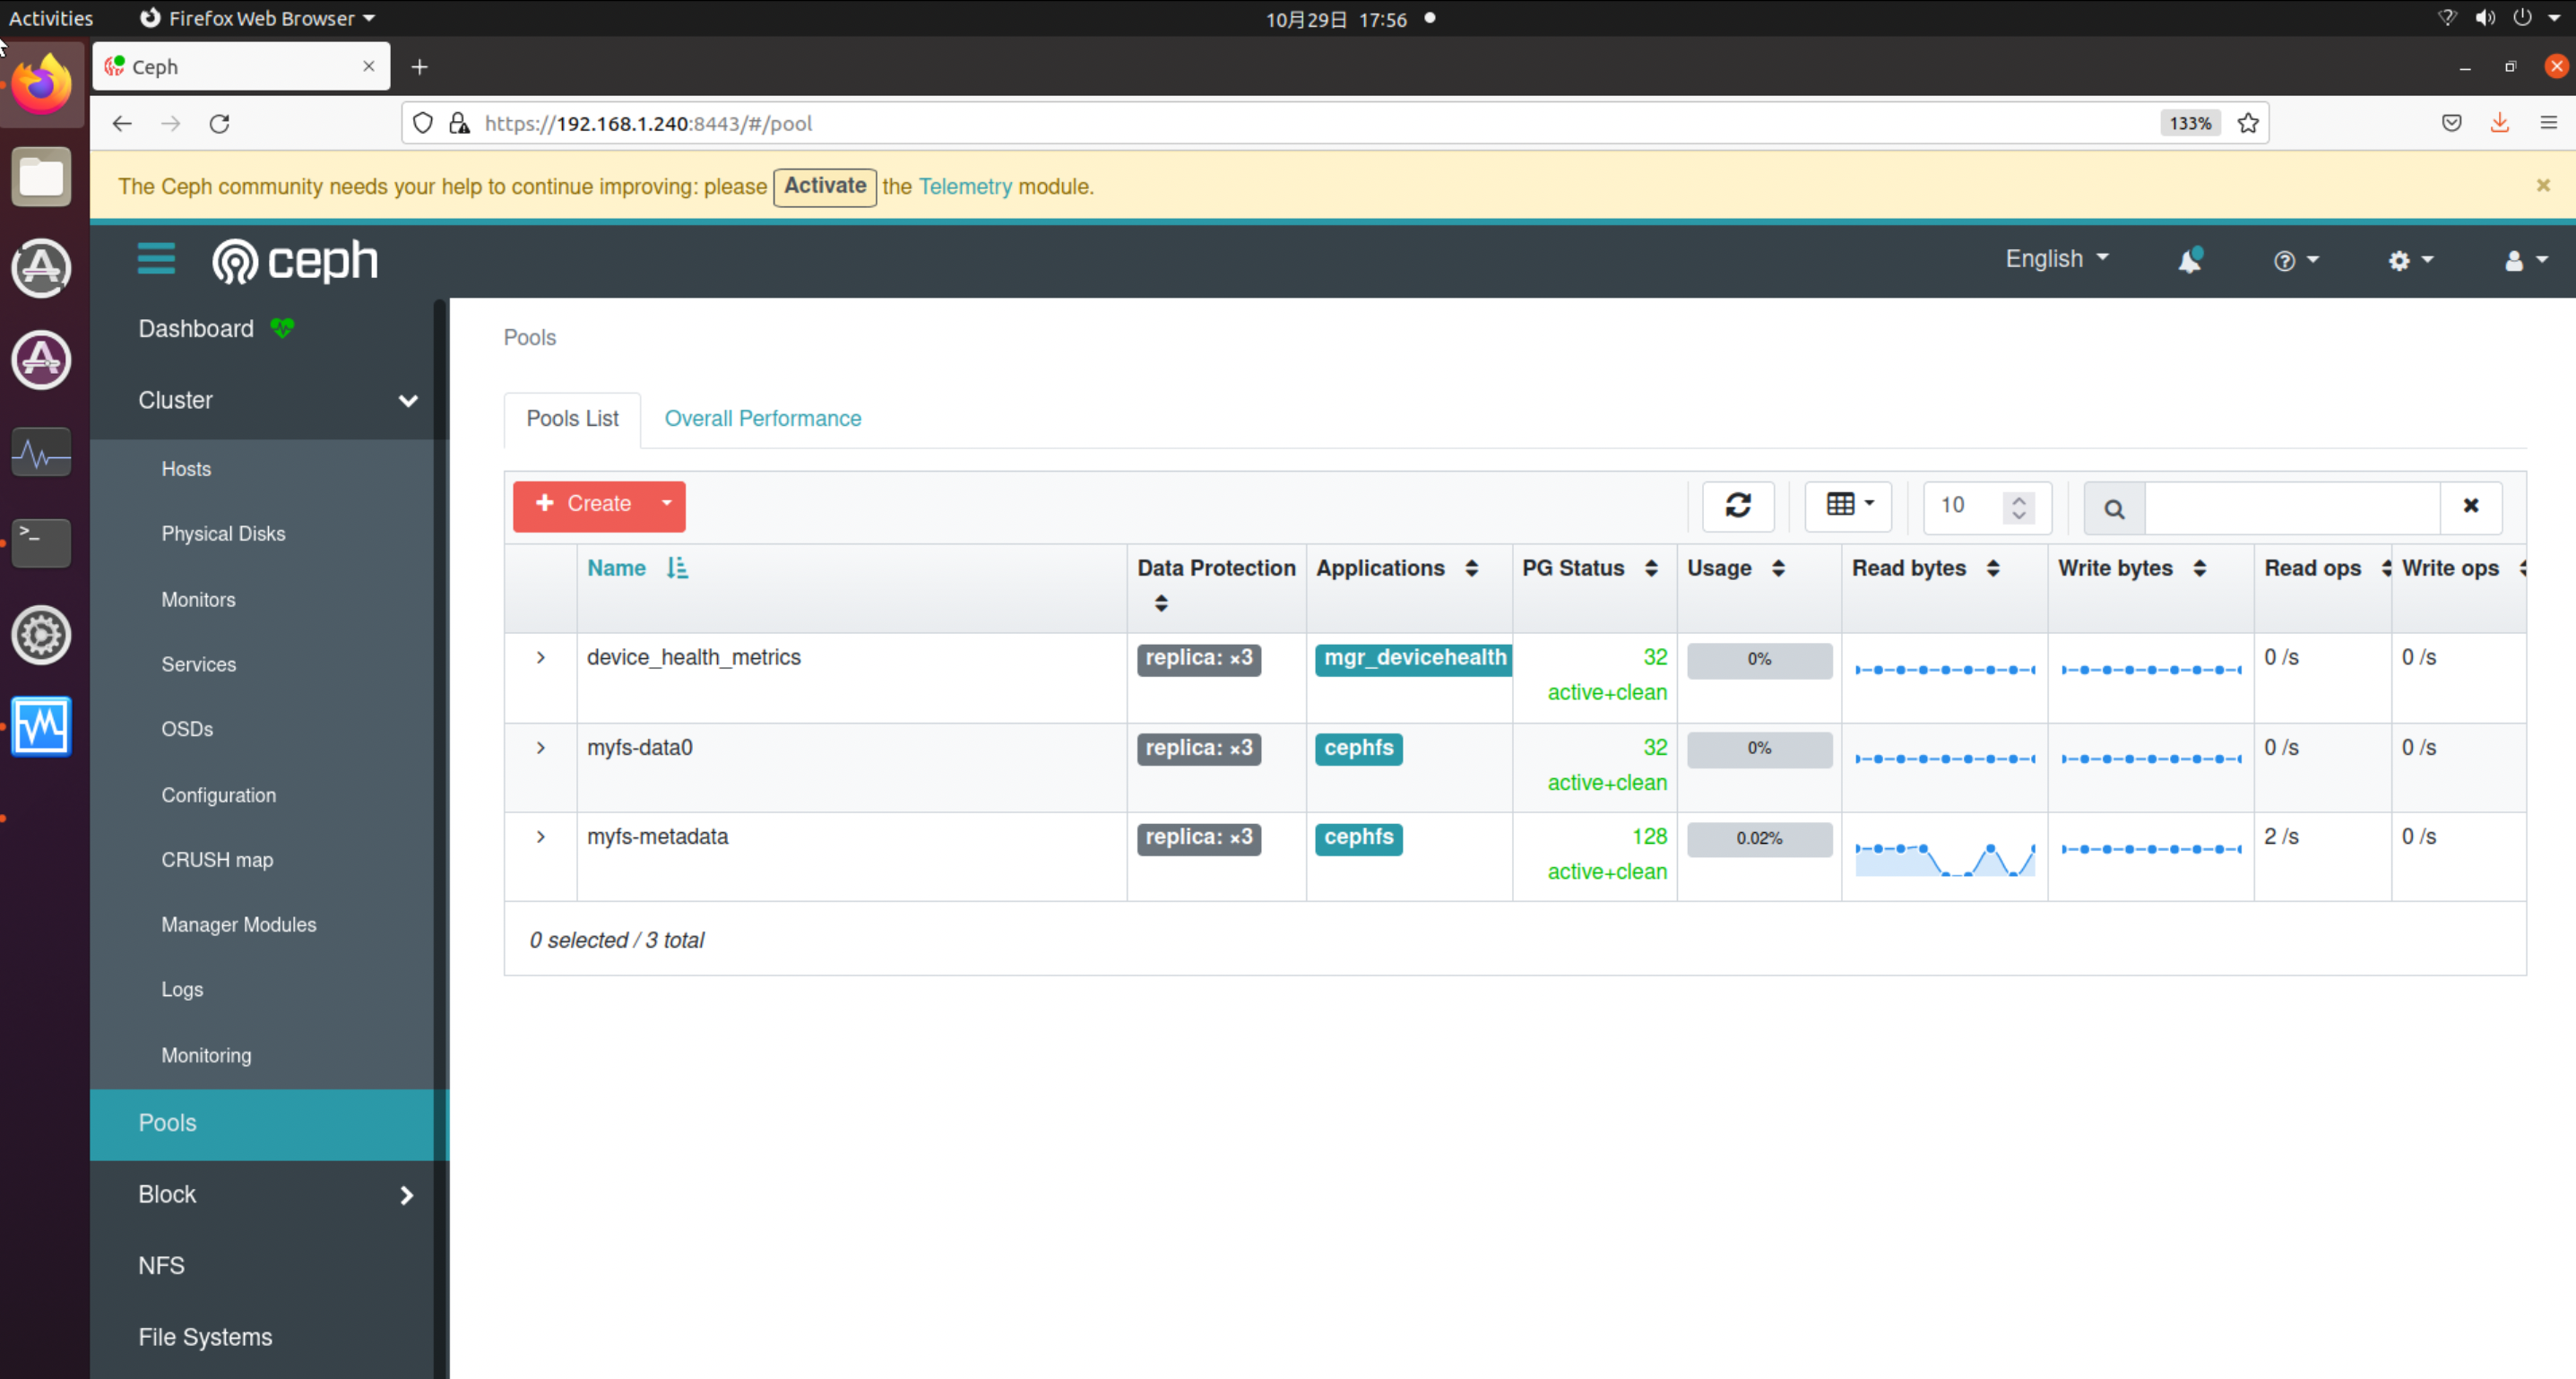 Activities Firefox Web Browser 10月29日 17:56
Ceph
https://192.168.1.240:8443/#/pool 133%
The Ceph community needs your help to continue improving: please Activate the Telemetry module.
ceph English
Dashboard
Cluster
Hosts
Physical Disks
Monitors
Services
OSDs
Configuration
CRUSH map
Manager Modules
Logs
Monitoring
Pools
Block
NFS
File Systems
Pools
Pools List Overall Performance
Create 10
Name Data Protection Applications PG Status Usage Read bytes Write bytes Read ops Write ops
device_health_metrics replica: ×3 mgr_devicehealth 32 0% 0 /s 0 /s
active+clean
myfs-data0 replica: ×3 cephfs 32 0% 0 /s 0 /s
active+clean
myfs-metadata replica: ×3 cephfs 128 0.02% 2 /s 0 /s
active+clean
0 selected / 3 total